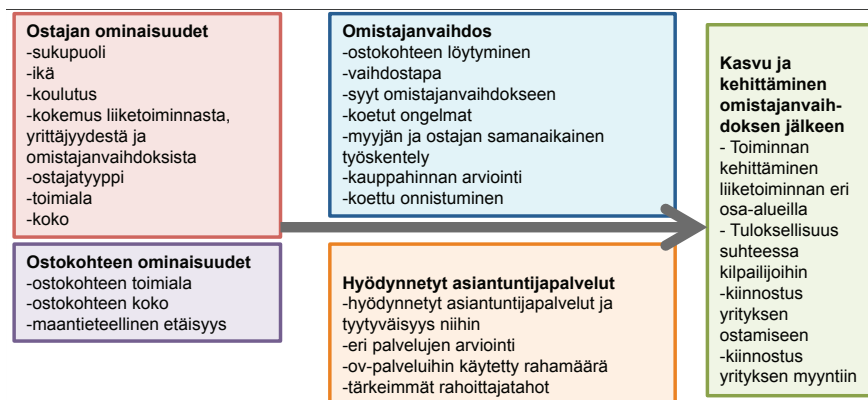 Ostajan ominaisuudet
-sukupuoli
-ikä
-koulutus
-kokemus liiketoiminnasta,
yrittäjyydestä ja
omistajanvaihdoksista
-ostajatyyppi
-toimiala
-koko
Ostokohteen ominaisuudet
-ostokohteen toimiala
-ostokohteen koko
-maantieteellinen etäisyys
Omistajanvaihdos
-ostokohteen löytyminen
-vaihdostapa
-syyt omistajanvaihdokseen
-koetut ongelmat
-myyjän ja ostajan samanaikainen
työskentely
-kauppahinnan arviointi
-koettu onnistuminen
Hyödynnetyt asiantuntijapalvelut
-hyödynnetyt asiantuntijapalvelut ja
tyytyväisyys niihin
-eri palvelujen arviointi
-ov-palveluihin käytetty rahamäärä
-tärkeimmät rahoittajatahot
Kasvu ja
kehittäminen
omistajanvaih-
doksen jälkeen
- Toiminnan
kehittäminen
liiketoiminnan eri
osa-alueilla
- Tuloksellisuus
suhteessa
kilpailijoihin
-kiinnostus
yrityksen
ostamiseen
-kiinnostus
yrityksen myyntiin